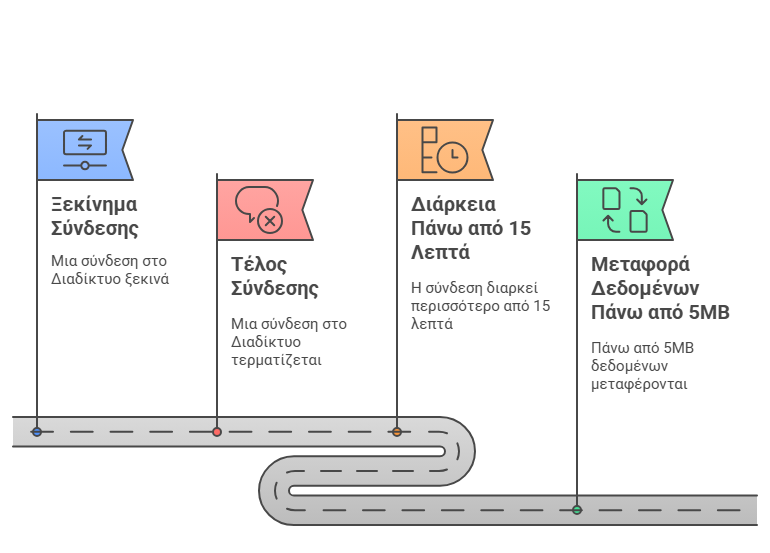 Ξεκίνημα
Σύνδεσης
Μια σύνδεση στο
Διαδίκτυο ξεκινά
Τέλος
Σύνδεσης
Μια σύνδεση στο
Διαδίκτυο
τερματίζεται
Διάρκεια
Πάνω από 15
Λεπτά
Η σύνδεση διαρκεί
περισσότερο από 15
λεπτά
Μεταφορά
Δεδομένων
Πάνω από 5MB
Πάνω από 5MB
δεδομένων
μεταφέρονται